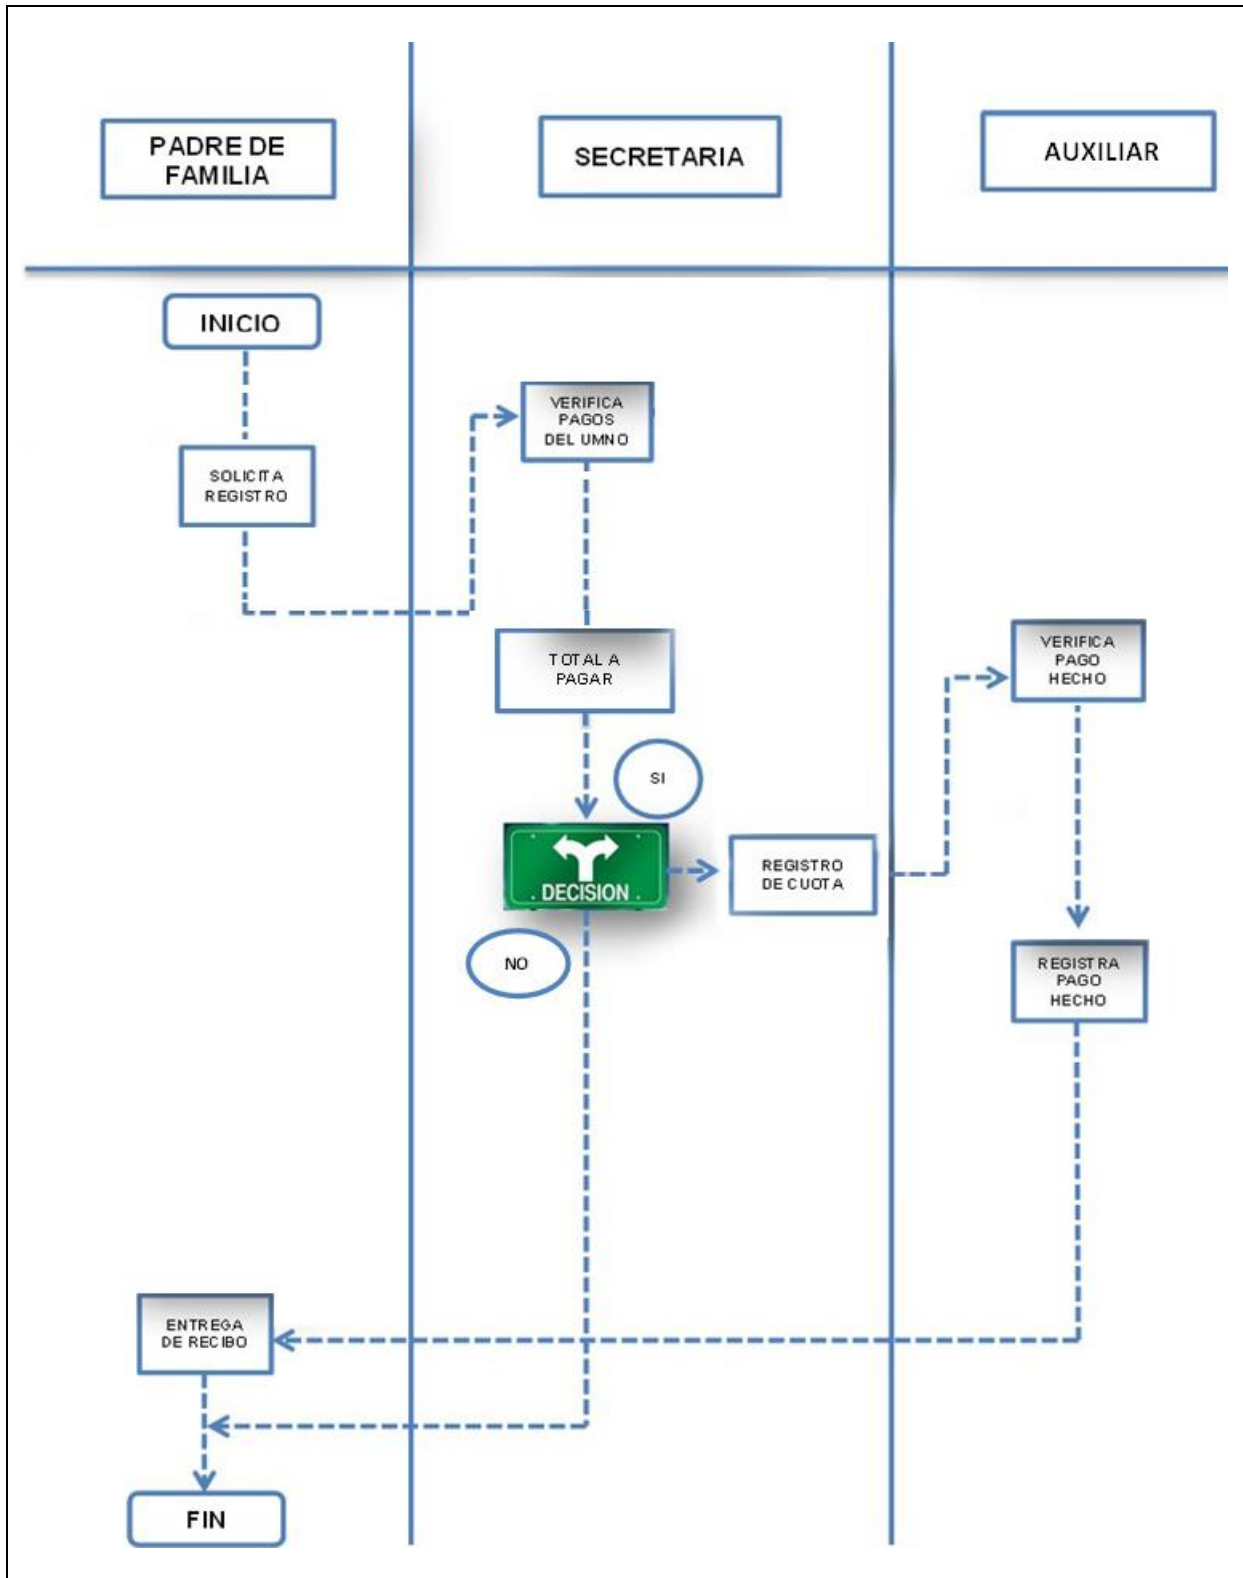 PADRE DE
FAMILIA
SECRETARIA
AUXILIAR
INICIO
VERIFICA
PAGOS
DEL UMNO
SOLICITA
REGISTRO
TOTAL A
PAGAR
VERIFICA
PAGO
HECHO
SI
DECISION
REGISTRO
DE CUOTA
NO
REGISTRA
PAGO
HECHO
ENTREGA
DE RECIBO
FIN